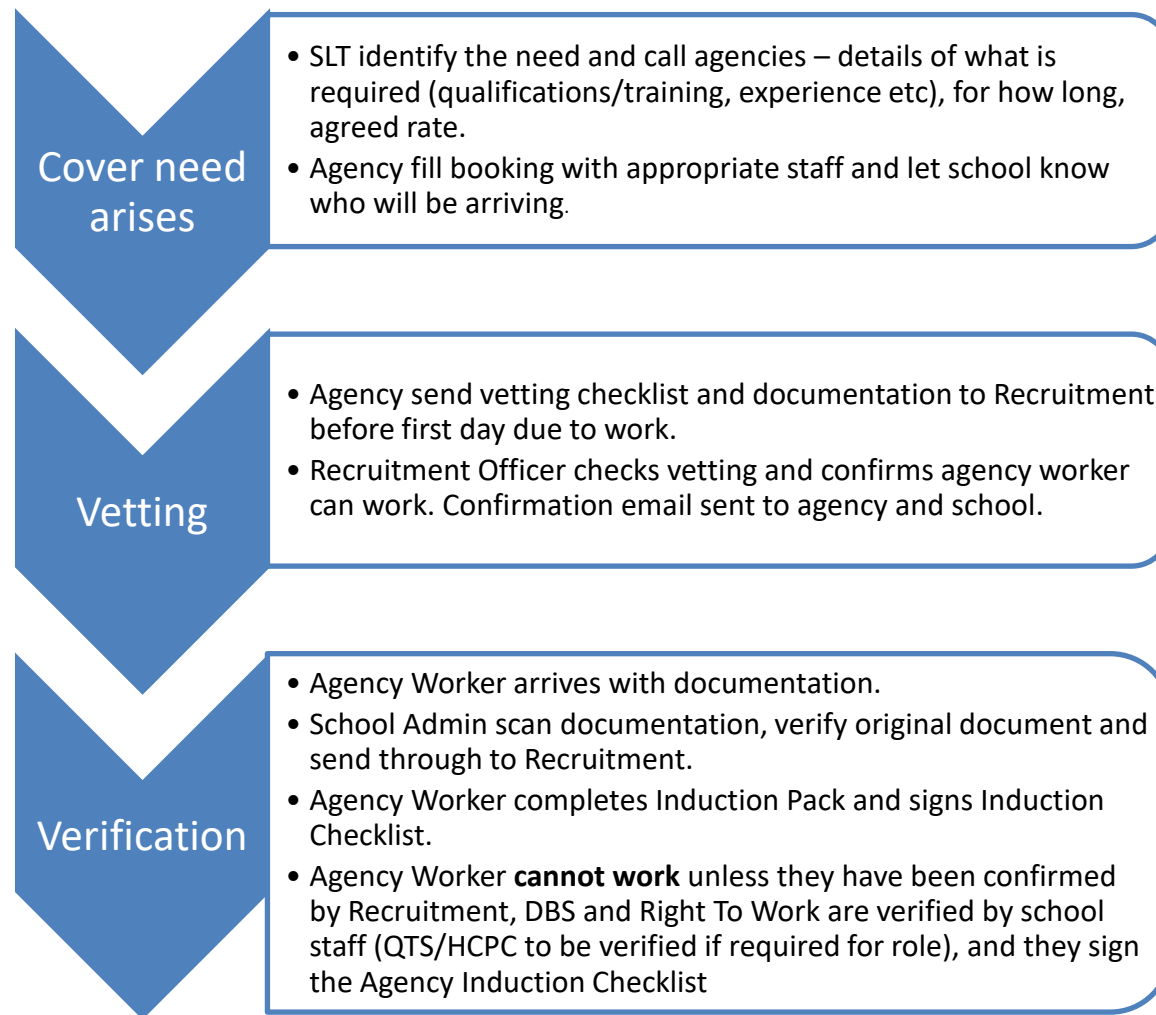 Cover need
arises
• SLT identify the need and call agencies – details of what is
required (qualifications/training, experience etc), for how long,
agreed rate.
• Agency fill booking with appropriate staff and let school know
who will be arriving.
Vetting
• Agency send vetting checklist and documentation to Recruitment
before first day due to work.
• Recruitment Officer checks vetting and confirms agency worker
can work. Confirmation email sent to agency and school.
Verification
• Agency Worker arrives with documentation.
• School Admin scan documentation, verify original document and
send through to Recruitment.
• Agency Worker completes Induction Pack and signs Induction
Checklist.
• Agency Worker cannot work unless they have been confirmed
by Recruitment, DBS and Right To Work are verified by school
staff (QTS/HCPC to be verified if required for role), and they sign
the Agency Induction Checklist